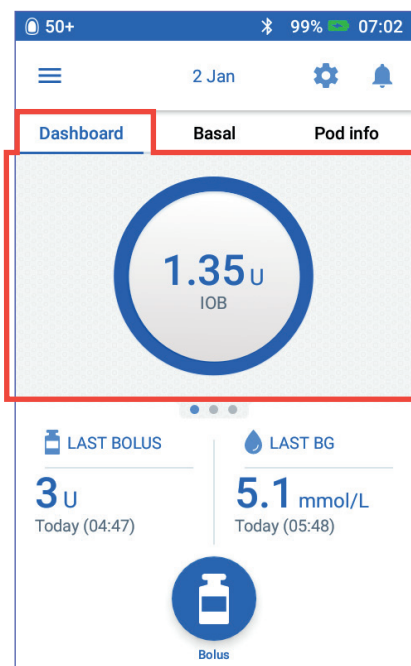 50+ 99% 07:02
2 Jan
Dashboard Basal Pod info
1.35 U
IOB
LAST BOLUS LAST BG
3 U 5.1 mmol/L
Today (04:47) Today (05:48)
Bolus